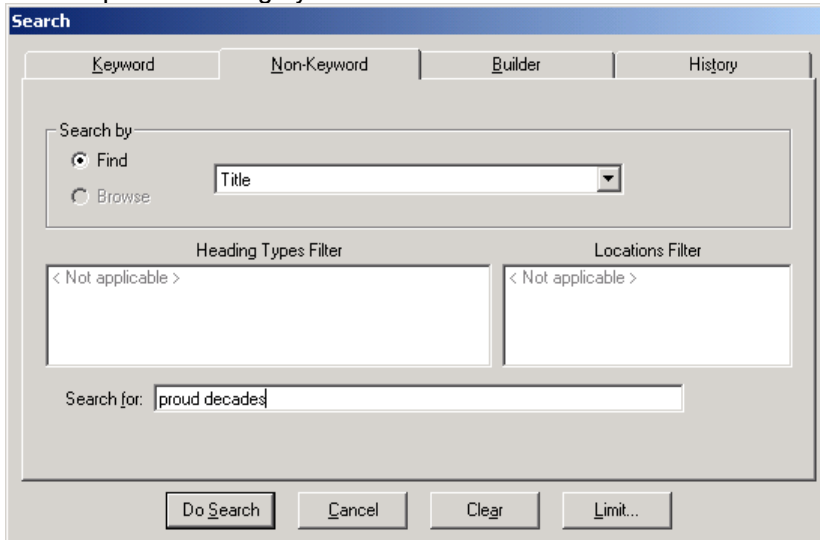 Search
Keyword Non-Keyword Builder History
Search by
Find
Title
Browse
Heading Types Filter Locations Filter
< Not applicable > < Not applicable >
Search for: proud decades
Do Search Cancel Clear Limit...